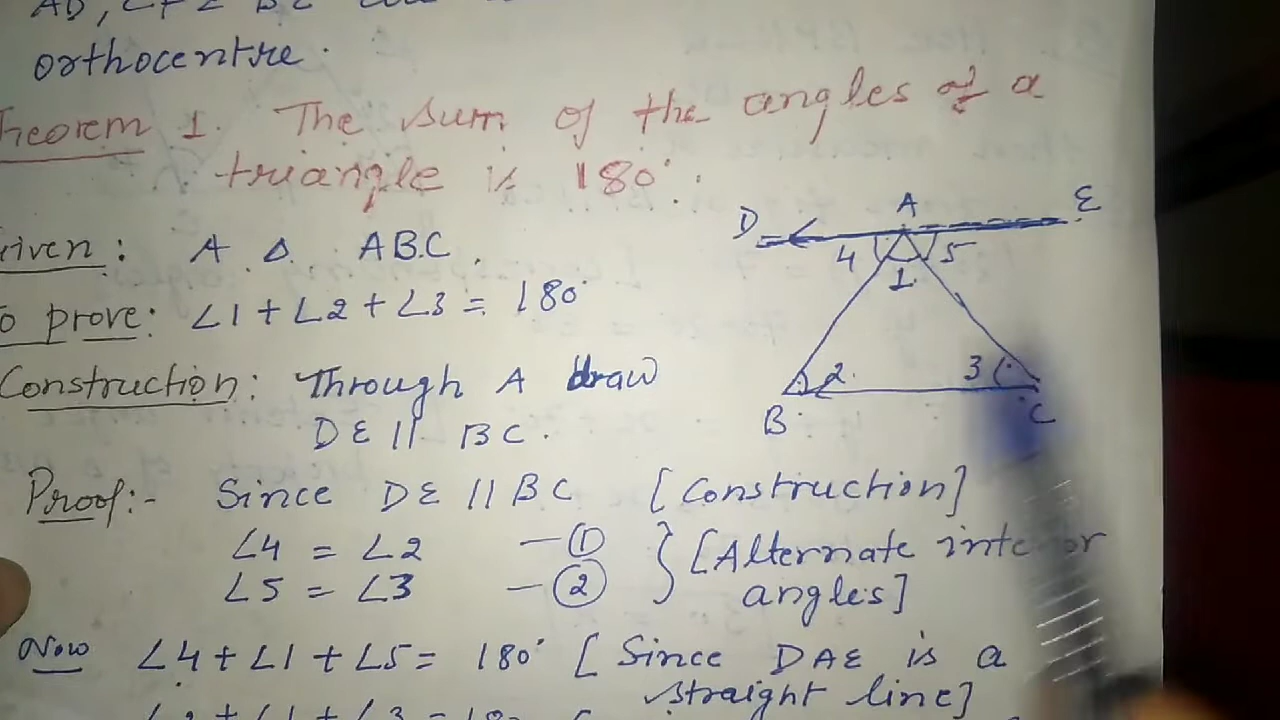 orthocentre.
Theorem 1. The sum of the angles of a
triangle is 180°.
Given: A Δ ABC.
To prove: ∠1 + ∠2 + ∠3 = 180°
Construction: Through A draw
DE || BC.
D A E
4 1 5
2 3
B C
Proof:- Since DE || BC [Construction]
∠4 = ∠2 —① } [Alternate interior
∠5 = ∠3 —② angles]
Now ∠4 + ∠1 + ∠5 = 180° [Since DAE is a
straight line]